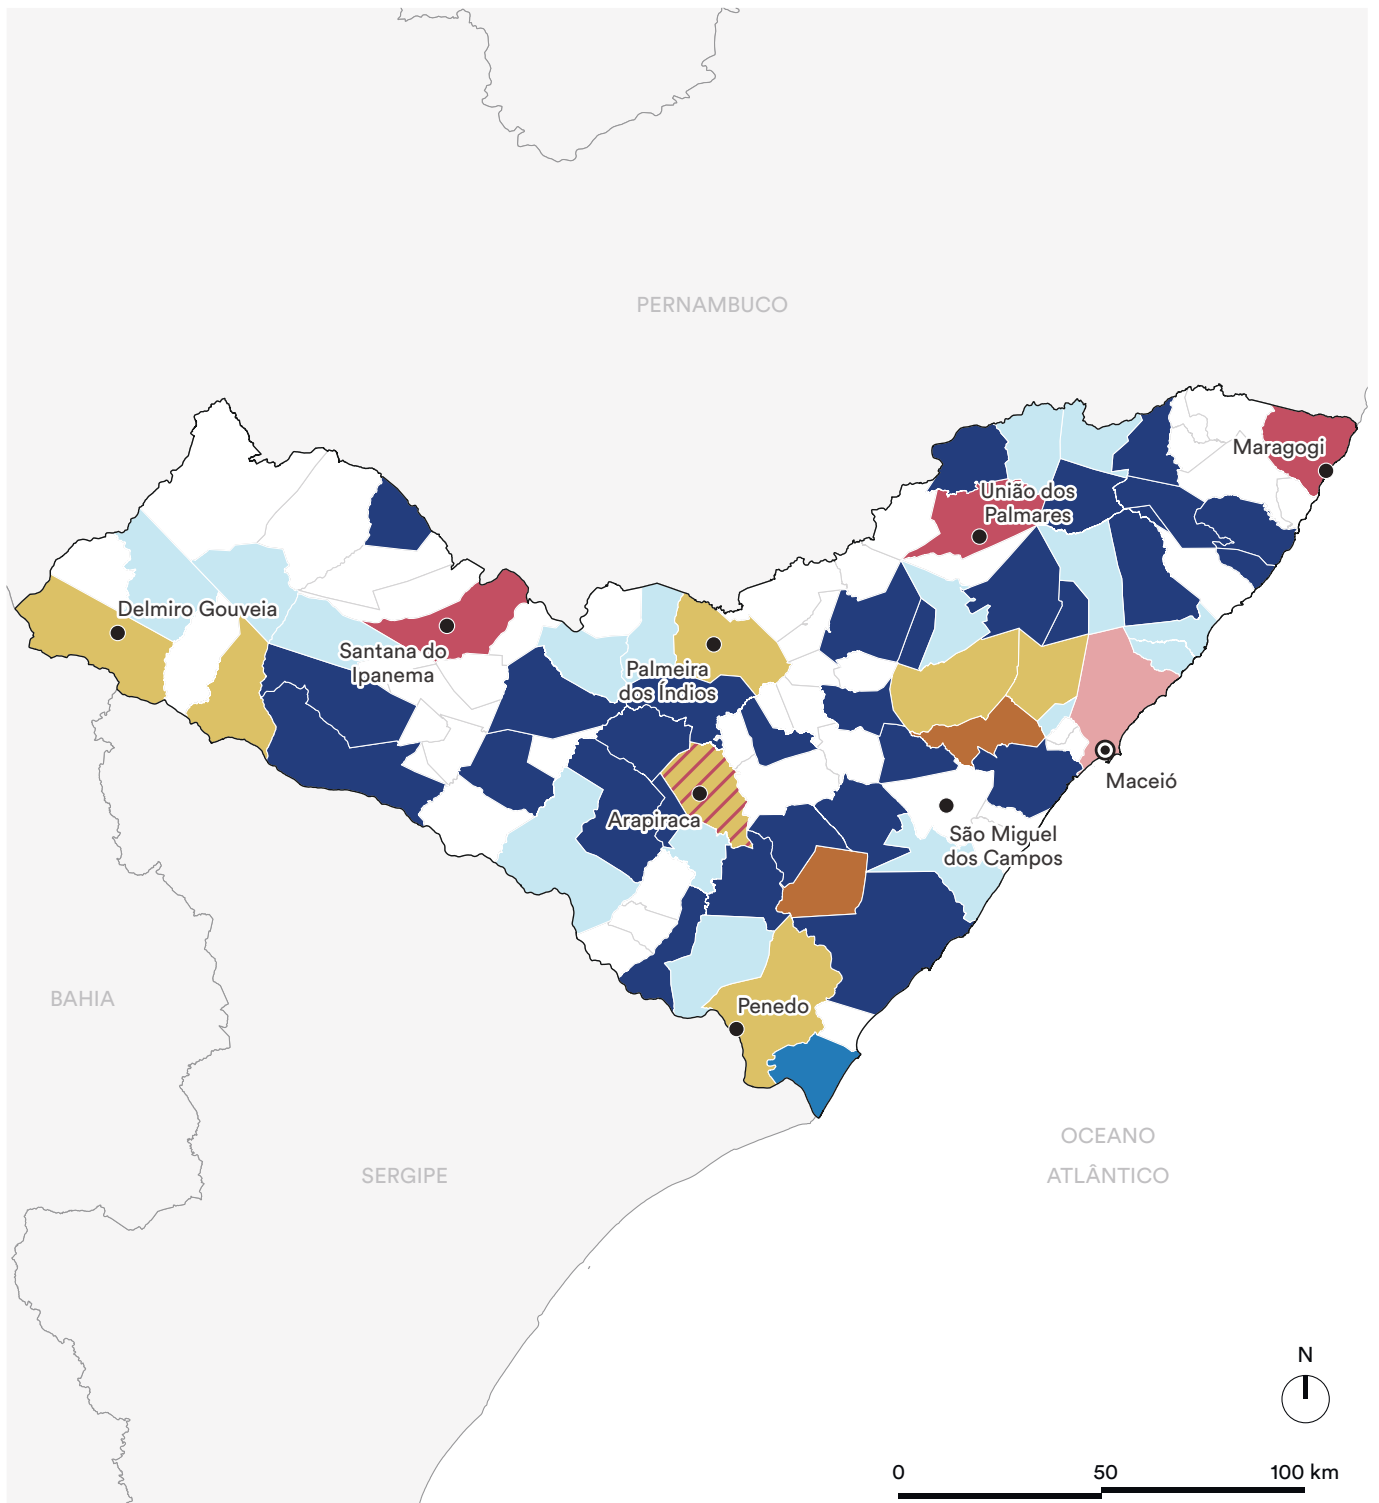 PERNAMBUCO
Maragogi
União dos
Palmares
Delmiro Gouveia
Santana do
Ipanema
Palmeira
dos Índios
Maceió
Arapiraca
São Miguel
dos Campos
BAHIA
Penedo
OCEANO
ATLÂNTICO
SERGIPE
N
0 50 100 km